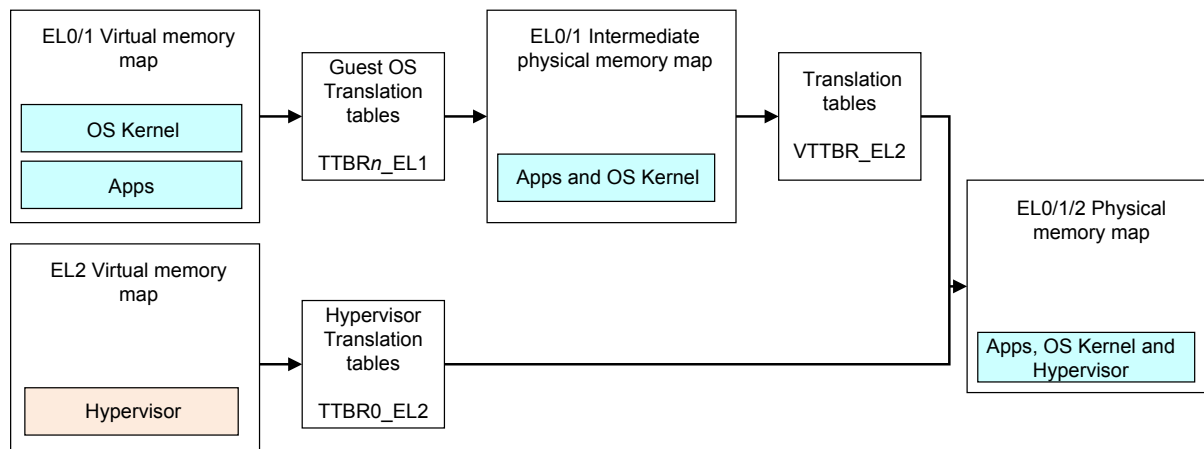 EL0/1 Virtual memory
map
OS Kernel
Apps
Guest OS
Translation
tables
TTBRn_EL1
EL0/1 Intermediate
physical memory map
Apps and OS Kernel
Translation
tables
VTTBR_EL2
EL0/1/2 Physical
memory map
Apps, OS Kernel and
Hypervisor
EL2 Virtual memory
map
Hypervisor
Hypervisor
Translation
tables
TTBR0_EL2